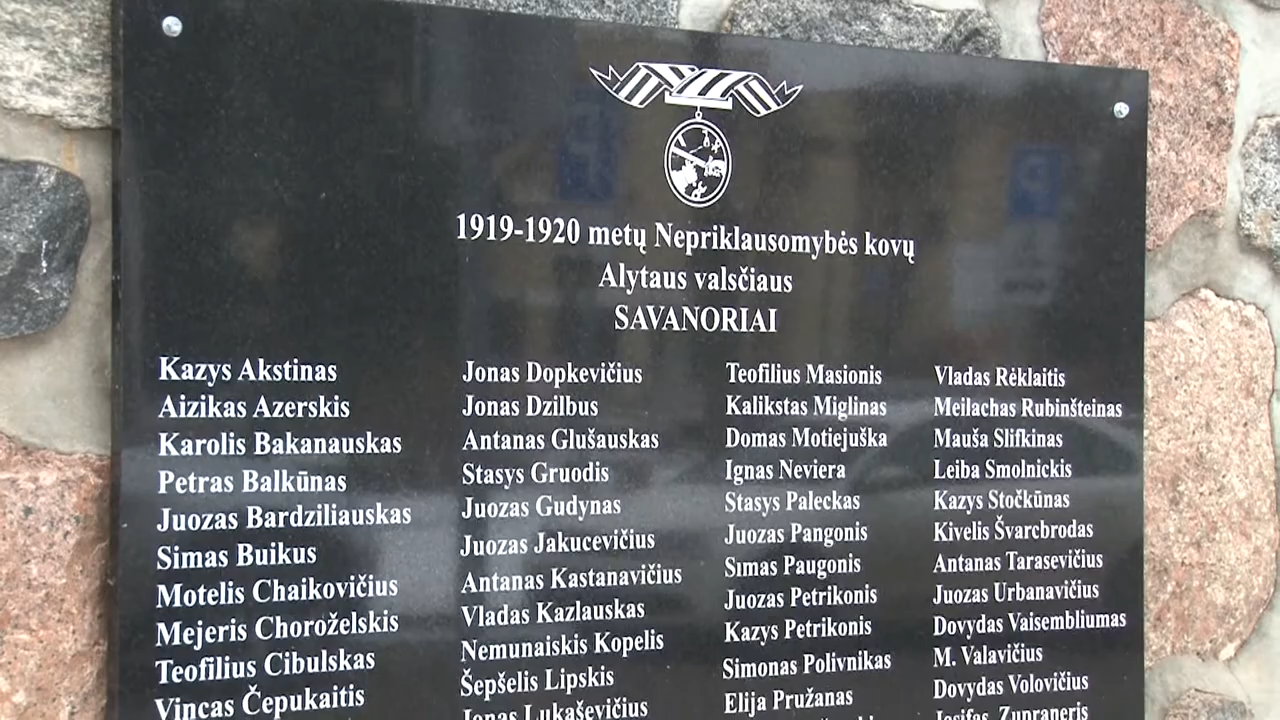 1919-1920 metų Nepriklausomybės kovų
Alytaus valsčiaus
SAVANORIAI
Kazys Akstinas
Aizikas Azerskis
Karolis Bakanauskas
Petras Balkūnas
Juozas Bardziliauskas
Simas Buikus
Motelis Chaikovičius
Mejeris Choroželskis
Teofilius Cibulskas
Vincas Čepukaitis
Jonas Dopkevičius
Jonas Dzilbus
Antanas Glušauskas
Stasys Gruodis
Juozas Gudynas
Juozas Jakucevičius
Antanas Kastanavičius
Vladas Kazlauskas
Nemunaiskis Kopelis
Šepšelis Lipskis
Jonas Lukaševičius
Teofilius Masionis
Kalikstas Miglinas
Domas Motiejuška
Ignas Neviera
Stasys Paleckas
Juozas Pangonis
Simas Paugonis
Juozas Petrikonis
Kazys Petrikonis
Simonas Polivnikas
Elija Pružanas
Vladas Rėklaitis
Meilachas Rubinšteinas
Mauša Slifkinas
Leiba Smolnickis
Kazys Stočkūnas
Kivelis Švarcbrodas
Antanas Tarasevičius
Juozas Urbanavičius
Dovydas Vaisembliumas
M. Valavičius
Dovydas Volovičius
Josifas Zupraneris